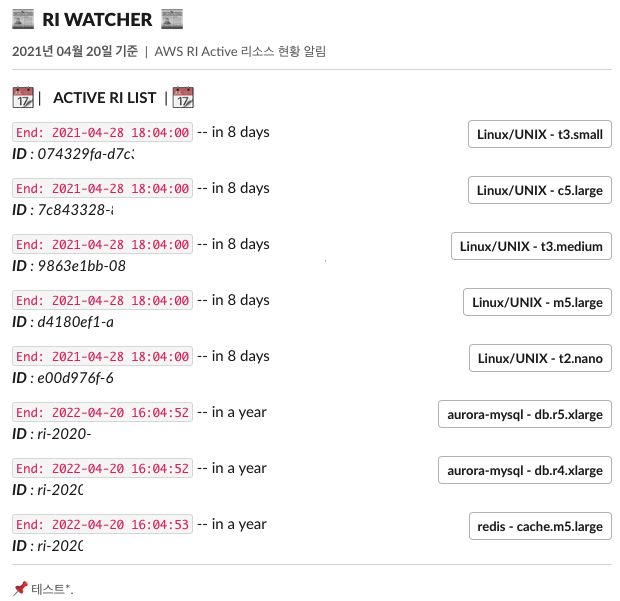 RI WATCHER
2021년 04월 20일 기준 | AWS RI Active 리소스 현황 알림
17 | ACTIVE RI LIST | 17
End: 2021-04-28 18:04:00 -- in 8 days Linux/UNIX - t3.small
ID : 074329fa-d7c
End: 2021-04-28 18:04:00 -- in 8 days Linux/UNIX - c5.large
ID : 7c843328-
End: 2021-04-28 18:04:00 -- in 8 days Linux/UNIX - t3.medium
ID : 9863e1bb-08
End: 2021-04-28 18:04:00 -- in 8 days Linux/UNIX - m5.large
ID : d4180ef1-a
End: 2021-04-28 18:04:00 -- in 8 days Linux/UNIX - t2.nano
ID : e00d976f-6
End: 2022-04-20 16:04:52 -- in a year aurora-mysql - db.r5.xlarge
ID : ri-2020-
End: 2022-04-20 16:04:52 -- in a year aurora-mysql - db.r4.xlarge
ID : ri-2020
End: 2022-04-20 16:04:53 -- in a year redis - cache.m5.large
ID : ri-2020
테스트*.